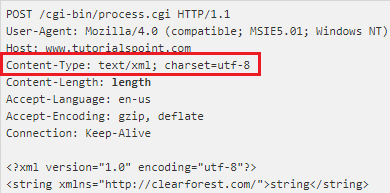 POST /cgi-bin/process.cgi HTTP/1.1
User-Agent: Mozilla/4.0 (compatible; MSIE5.01; Windows NT)
Host: www.tutorialspoint.com
Content-Type: text/xml; charset=utf-8
Content-Length: length
Accept-Language: en-us
Accept-Encoding: gzip, deflate
Connection: Keep-Alive
<?xml version="1.0" encoding="utf-8"?>
<string xmlns="http://clearforest.com/">string</string>